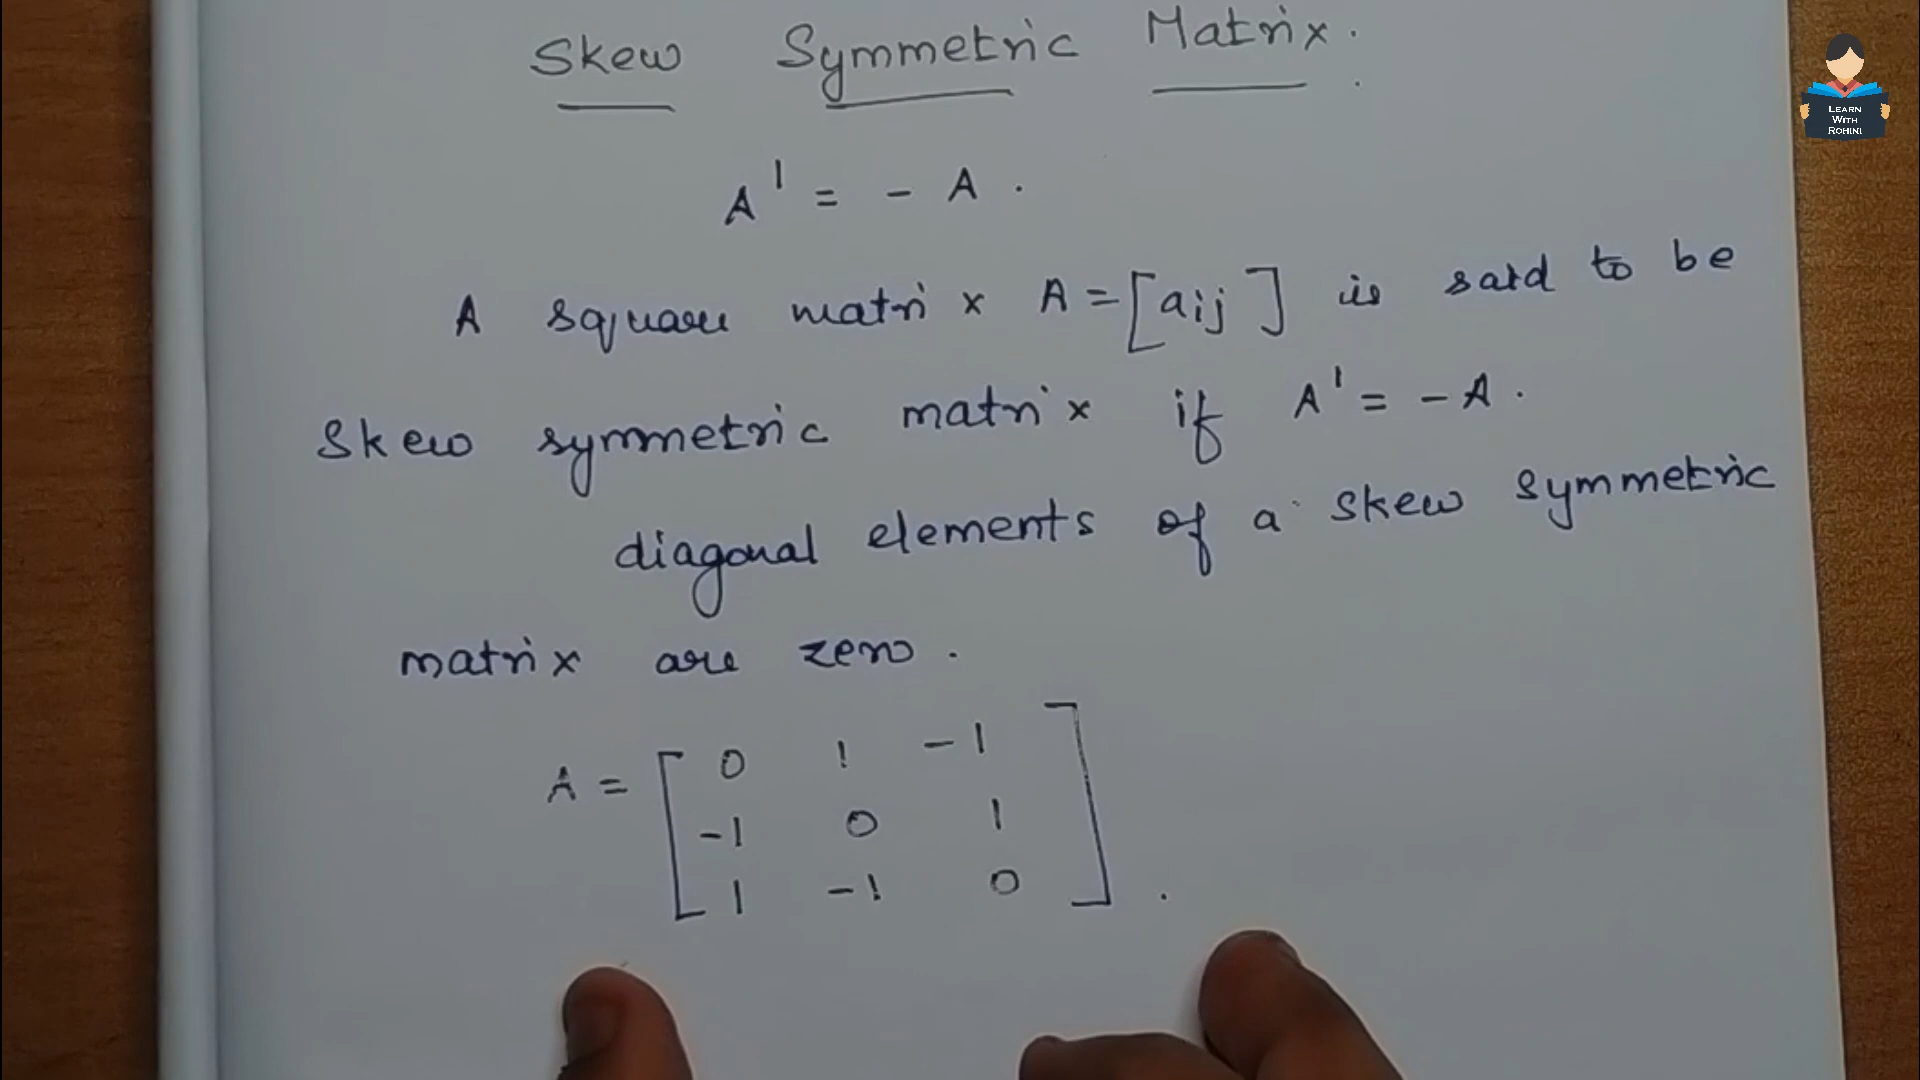 Skew Symmetric Matrix.
A' = - A .
A square matrix A = [aij] is said to be
skew symmetric matrix if A' = -A .
diagonal elements of a skew symmetric
matrix are zero .
A = [ 0 1 -1
-1 0 1
1 -1 0 ] .
LEARN
WITH
ROHINI